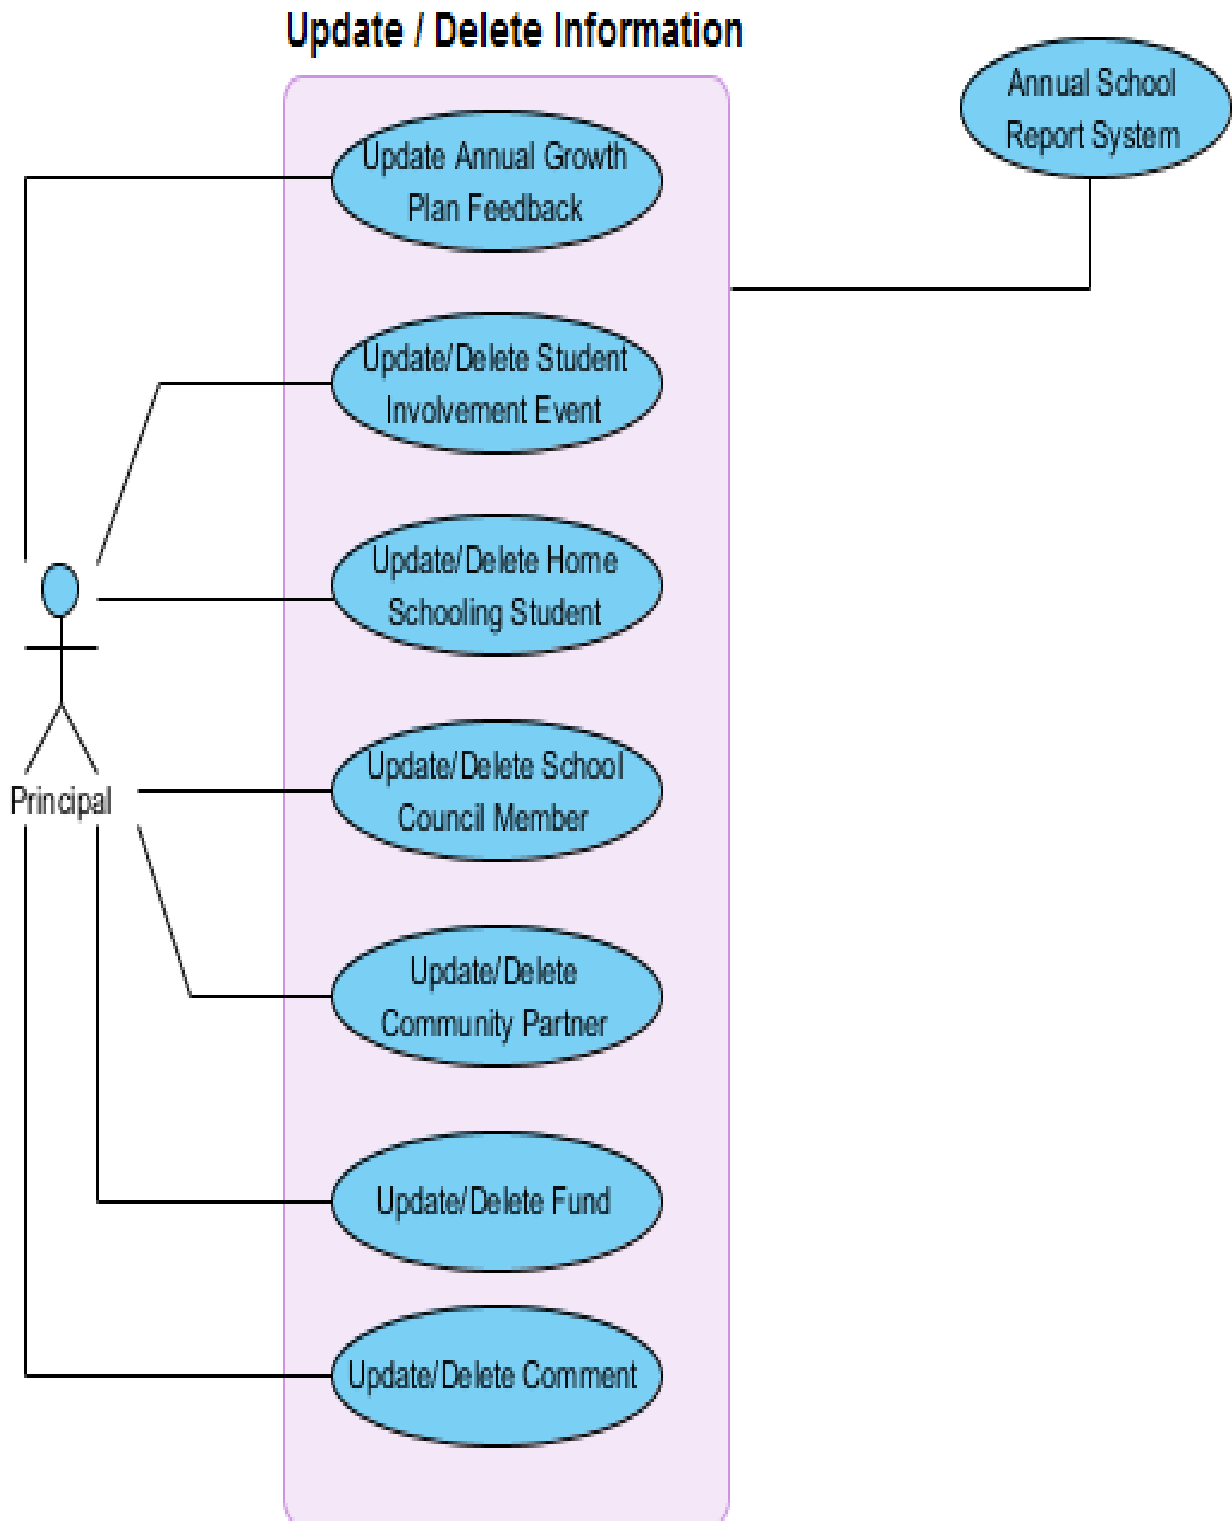 Update / Delete Information
Annual School
Report System
Update Annual Growth
Plan Feedback
Update/Delete Student
Involvement Event
Update/Delete Home
Schooling Student
Update/Delete School
Council Member
Principal
Update/Delete
Community Partner
Update/Delete Fund
Update/Delete Comment